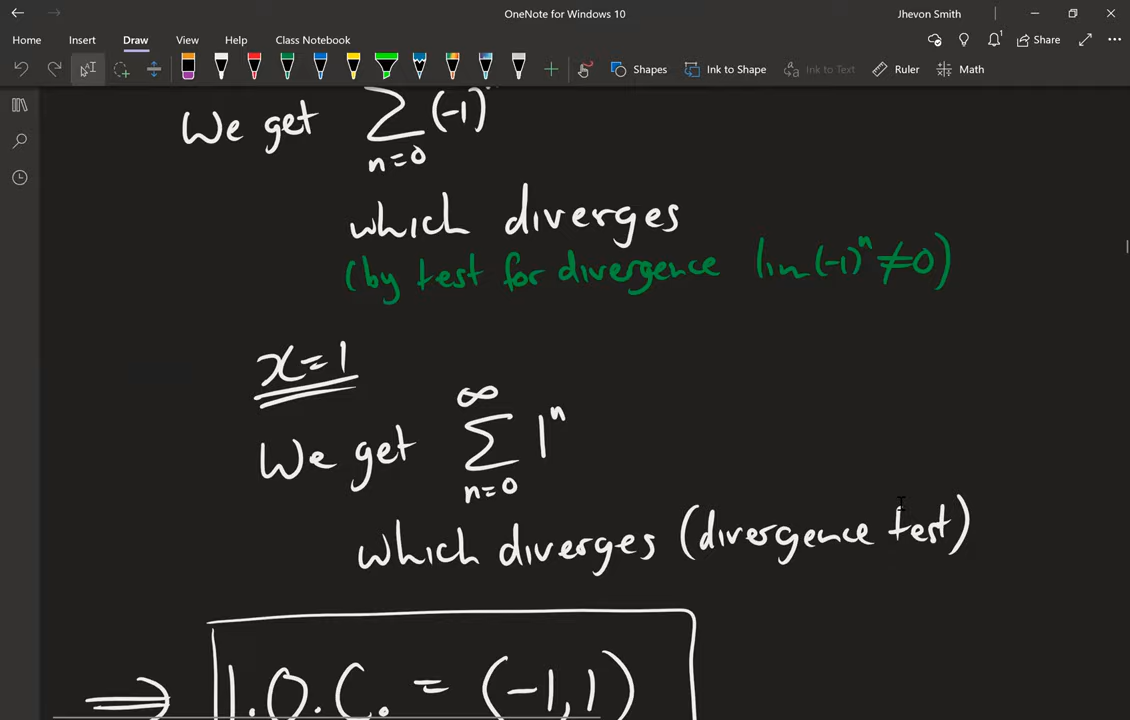 OneNote for Windows 10
Jhevon Smith
Home Insert Draw View Help Class Notebook
Share
Shapes Ink to Shape Ink to Text Ruler Math
We get ∑ n=0 (-1)ⁿ
which diverges
(by test for divergence lim (-1)ⁿ ≠ 0)
x=1
We get ∑ n=0 ∞ 1ⁿ
which diverges (divergence test)
⟹ I.O.C. = (-1,1)